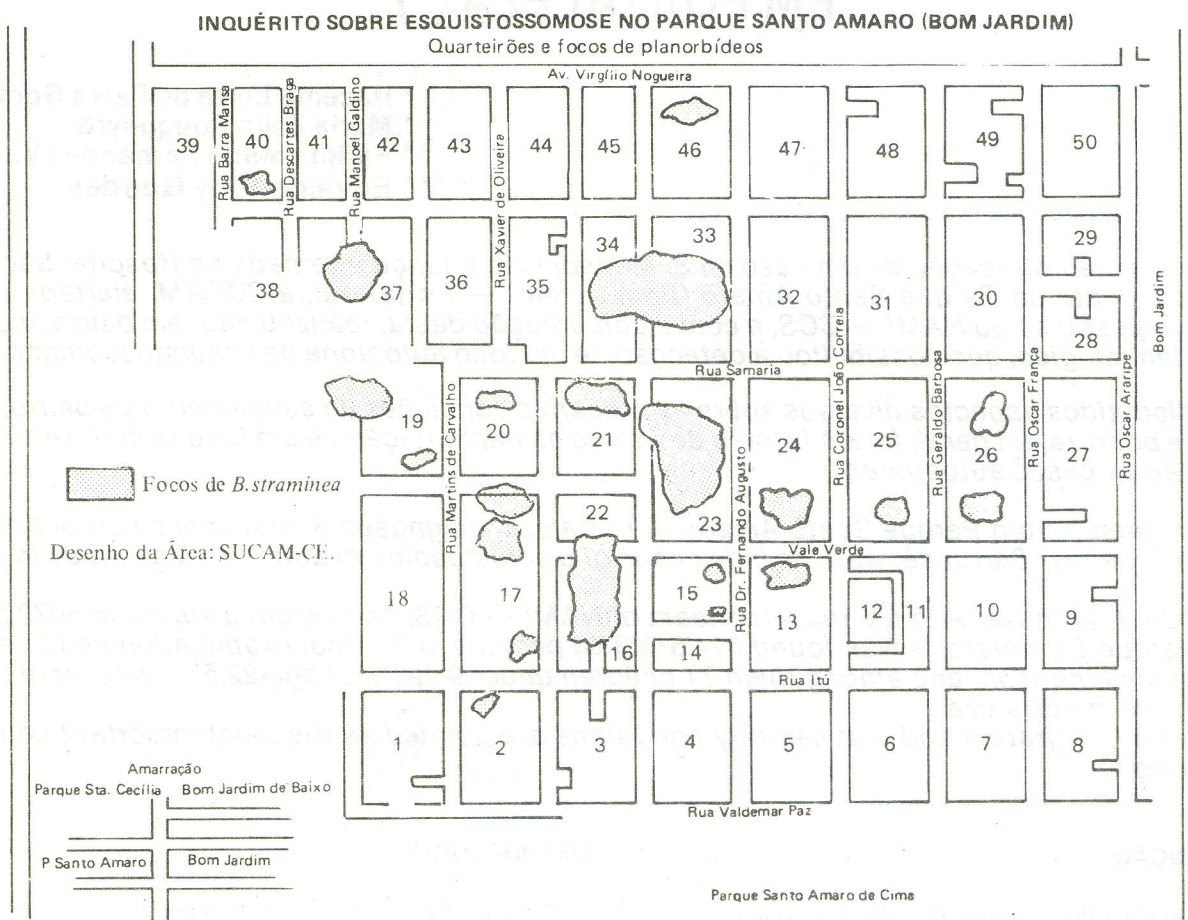 INQUÉRITO SOBRE ESQUISTOSSOMOSE NO PARQUE SANTO AMARO (BOM JARDIM)
Quarteirões e focos de planorbídeos
Av. Virgílio Nogueira
39
Rua Barra Mansa
40
Rua Descartes Braga
41
Rua Manoel Galdino
42
43
Rua Xavier de Oliveira
44
45
46
47
48
49
50
38
37
36
35
34
33
32
31
30
29
28
Bom Jardim
Rua Samaria
Rua Coronel João Correia
Rua Geraldo Barbosa
Rua Oscar França
Rua Oscar Araripe
19
Rua Martins de Carvalho
20
21
22
23
Rua Dr. Fernando Augusto
24
25
26
27
Focos de B.straminea
Desenho da Área: SUCAM-CE.
Vale Verde
18
17
16
15
14
13
12
11
10
9
Rua Itú
1
2
3
4
5
6
7
8
Rua Valdemar Paz
Amarração
Parque Sta. Cecília
Bom Jardim de Baixo
P Santo Amaro
Bom Jardim
Parque Santo Amaro de Cima